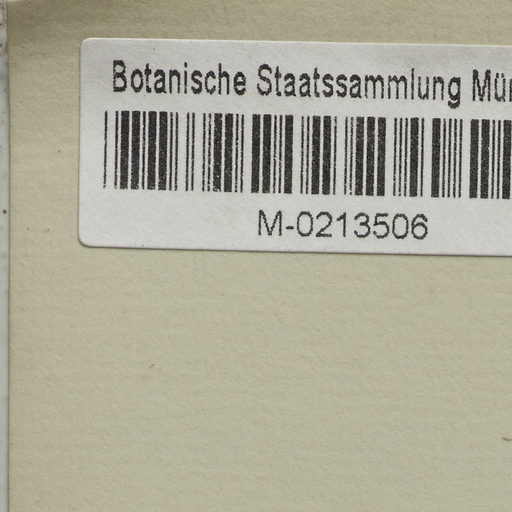 Botanische Staatssammlung Mün
M-0213506